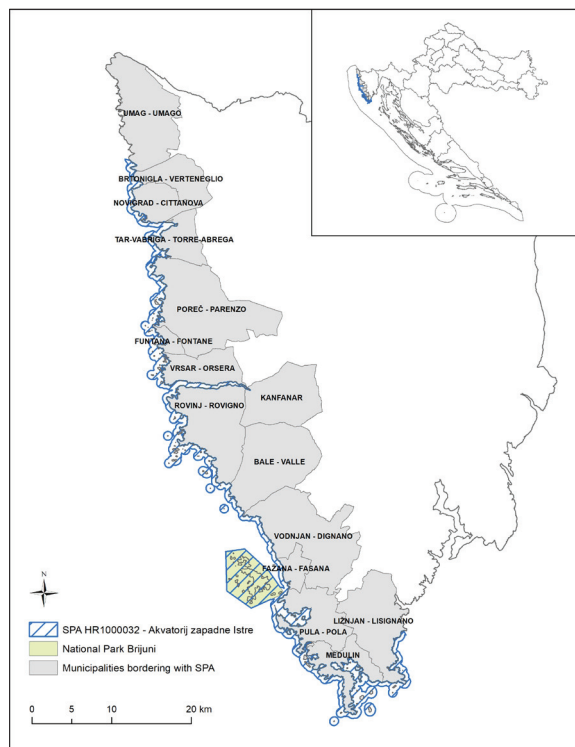 UMAG - UMAGO
BRTONIGLA - VERTENEGLIO
NOVIGRAD - CITTANOVA
TAR-VABRIGA - TORRE-ABREGA
POREČ - PARENZO
FUNTANA - FONTANE
VRSAR - ORSERA
KANFANAR
ROVINJ - ROVIGNO
BALE - VALLE
VODNJAN - DIGNANO
FAŽANA - FASANA
LIŽNJAN - LISIGNANO
PULA - POLA
MEDULIN
N
SPA HR1000032 - Akvatorij zapadne Istre
National Park Brijuni
Municipalities bordering with SPA
0 5 10 20 km